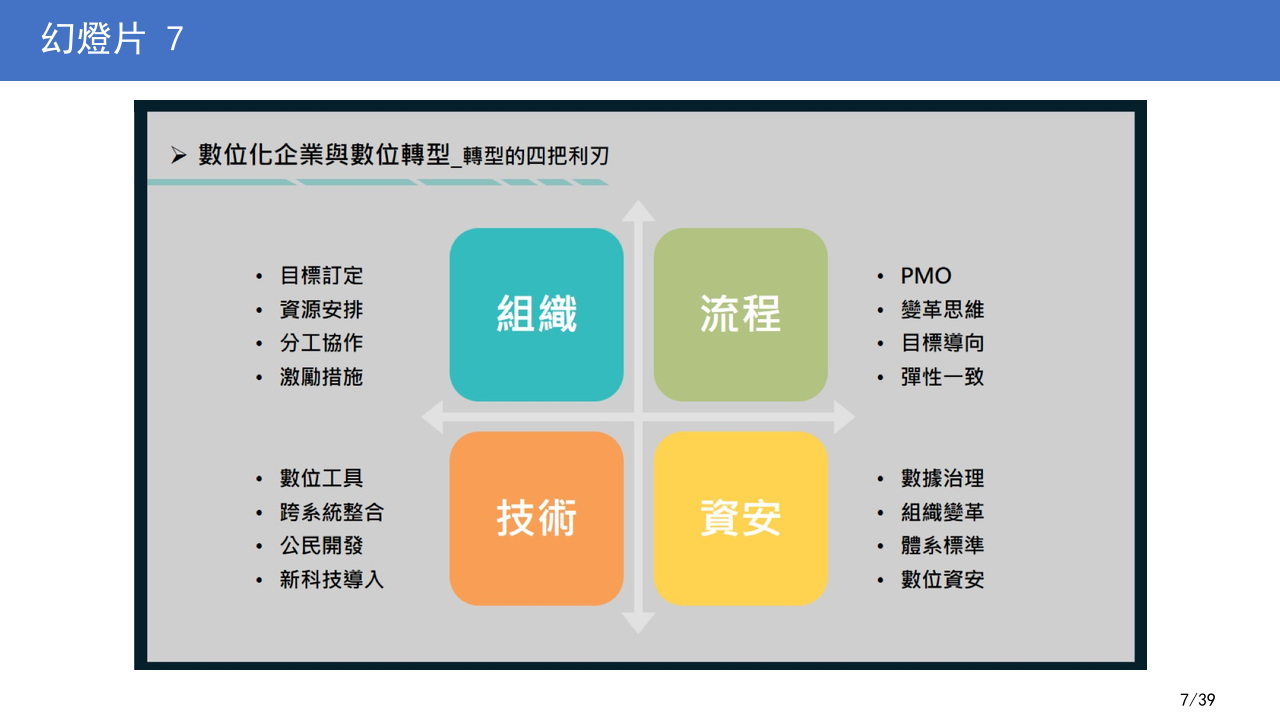 幻燈片 7
➢ 數位化企業與數位轉型_轉型的四把利刃
• 目標訂定
• 資源安排
• 分工協作
• 激勵措施
組織
流程
• PMO
• 變革思維
• 目標導向
• 彈性一致
• 數位工具
• 跨系統整合
• 公民開發
• 新科技導入
技術
資安
• 數據治理
• 組織變革
• 體系標準
• 數位資安
7/39